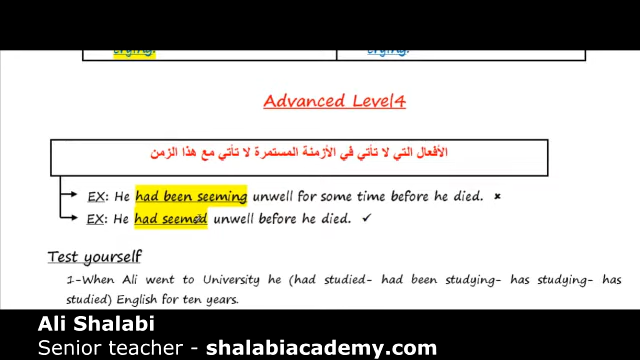 crying.
crying.
Advanced Level4
الأفعال التي لا تأتي في الأزمنة المستمرة لا تأتي مع هذا الزمن
EX: He had been seeming unwell for some time before he died. ×
EX: He had seemed unwell before he died. ✓
Test yourself
1-When Ali went to University he (had studied- had been studying- has studying- has
studied) English for ten years.
Ali Shalabi
Senior teacher - shalabiacademy.com